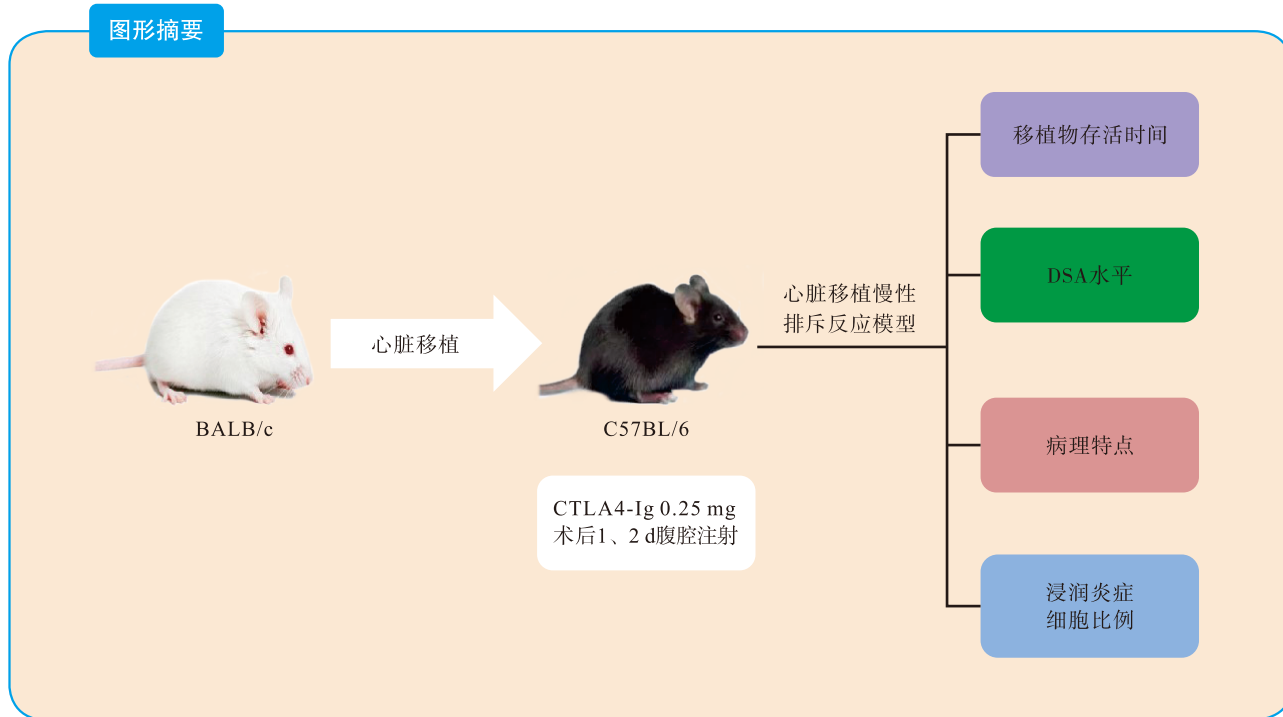 图形摘要
移植物存活时间
DSA水平
心脏移植慢性
排斥反应模型
心脏移植
BALB/c
C57BL/6
病理特点
CTLA4-Ig 0.25 mg
术后1、2 d腹腔注射
浸润炎症
细胞比例